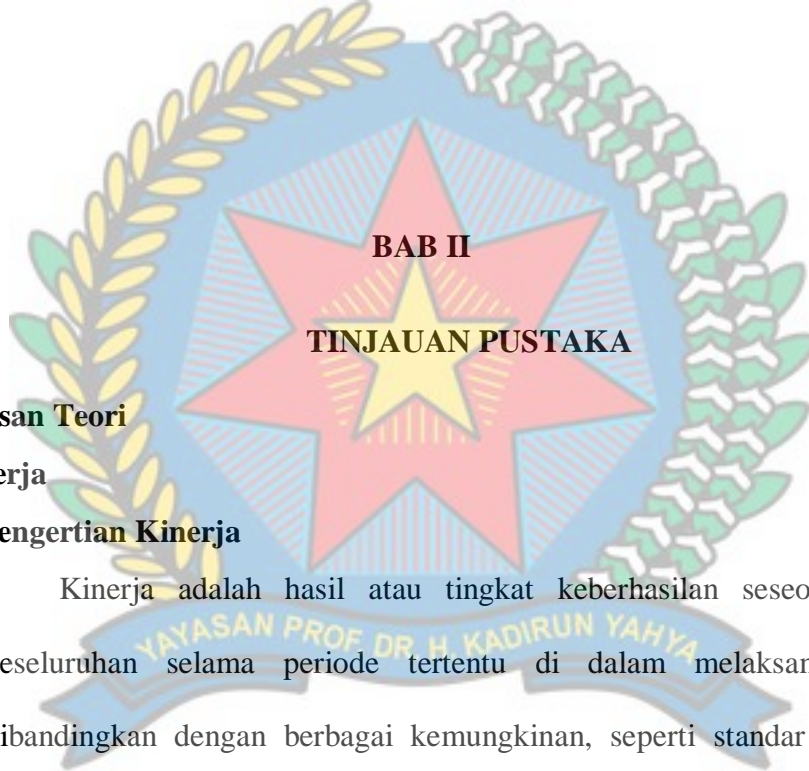 BAB II
TINJAUAN PUSTAKA
san Teori
erja
engertian Kinerja
Kinerja adalah hasil atau tingkat keberhasilan seseo
eseluruhan selama periode tertentu di dalam melaksan
YAYASAN PROF. DR. H. KADIRUN YAHYA
ibandingkan dengan berbagai kemungkinan, seperti standar